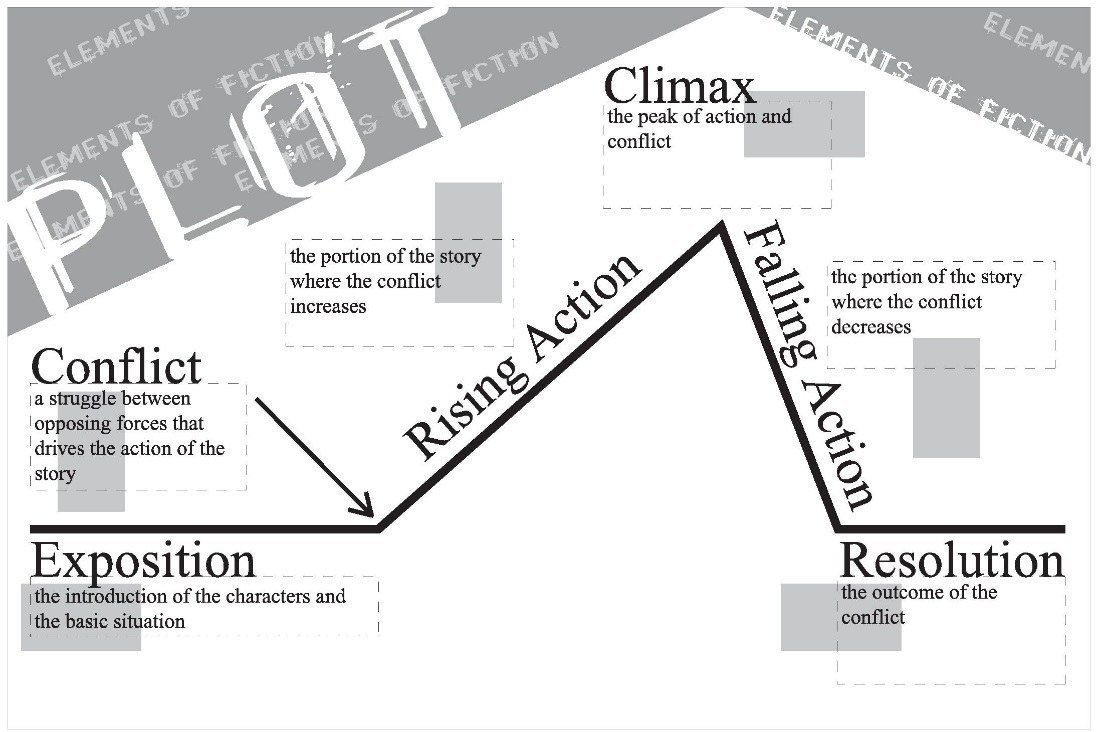 ELEMENTS
ELEMENTS OF FICTION
ELEMENTS OF FICTION
ELEMENTS OF FICTION
PLOT
ELEMENTS OF FICTION
ELEMEN
Climax
the peak of action and
conflict
the portion of the story
where the conflict
increases
Rising Action
Falling Action
the portion of the story
where the conflict
decreases
Conflict
a struggle between
opposing forces that
drives the action of the
story
Exposition
the introduction of the characters and
the basic situation
Resolution
the outcome of the
conflict